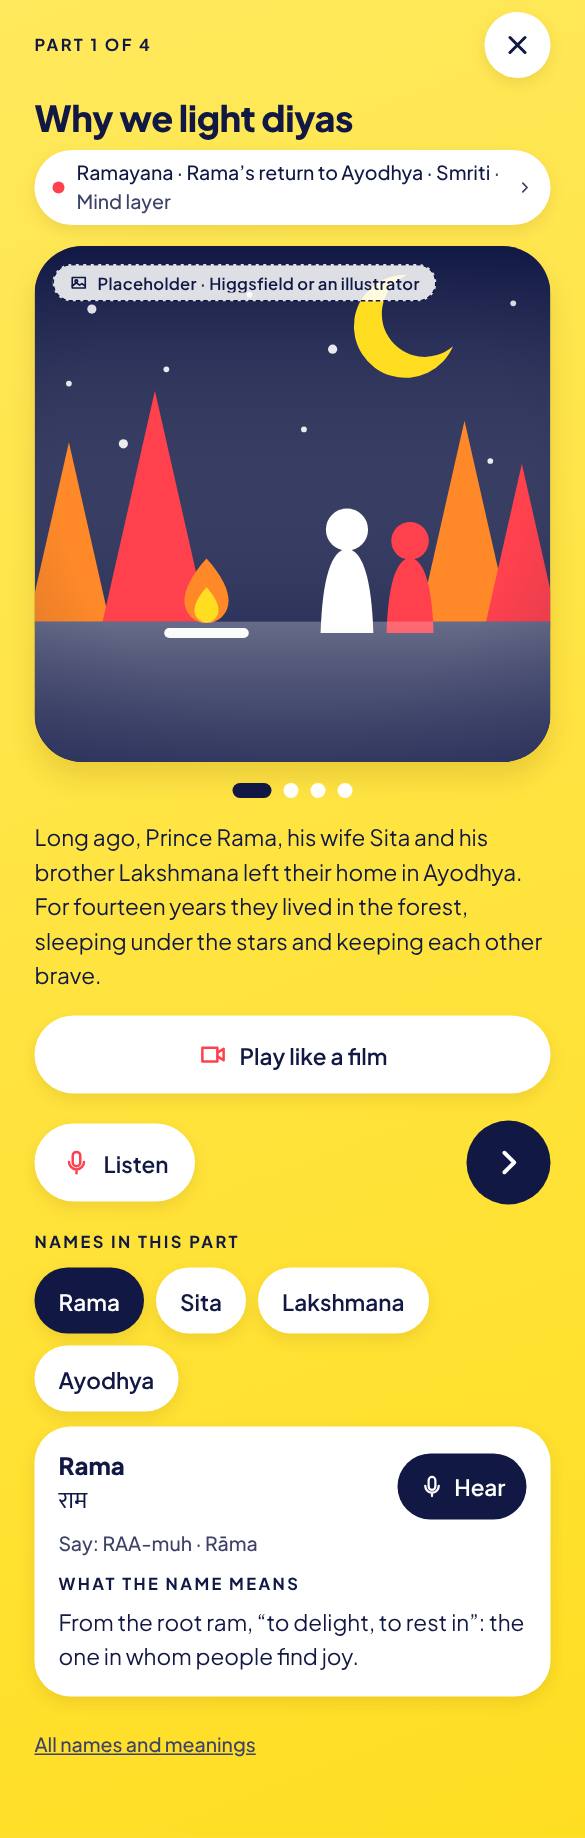 PART 1 OF 4
Why we light diyas
Ramayana · Rama’s return to Ayodhya · Smriti ·
Mind layer
Placeholder · Higgsfield or an illustrator
Long ago, Prince Rama, his wife Sita and his
brother Lakshmana left their home in Ayodhya.
For fourteen years they lived in the forest,
sleeping under the stars and keeping each other
brave.
Play like a film
Listen
NAMES IN THIS PART
Rama
Sita
Lakshmana
Ayodhya
Rama
राम
Hear
Say: RAA-muh · Rāma
WHAT THE NAME MEANS
From the root ram, “to delight, to rest in”: the
one in whom people find joy.
All names and meanings